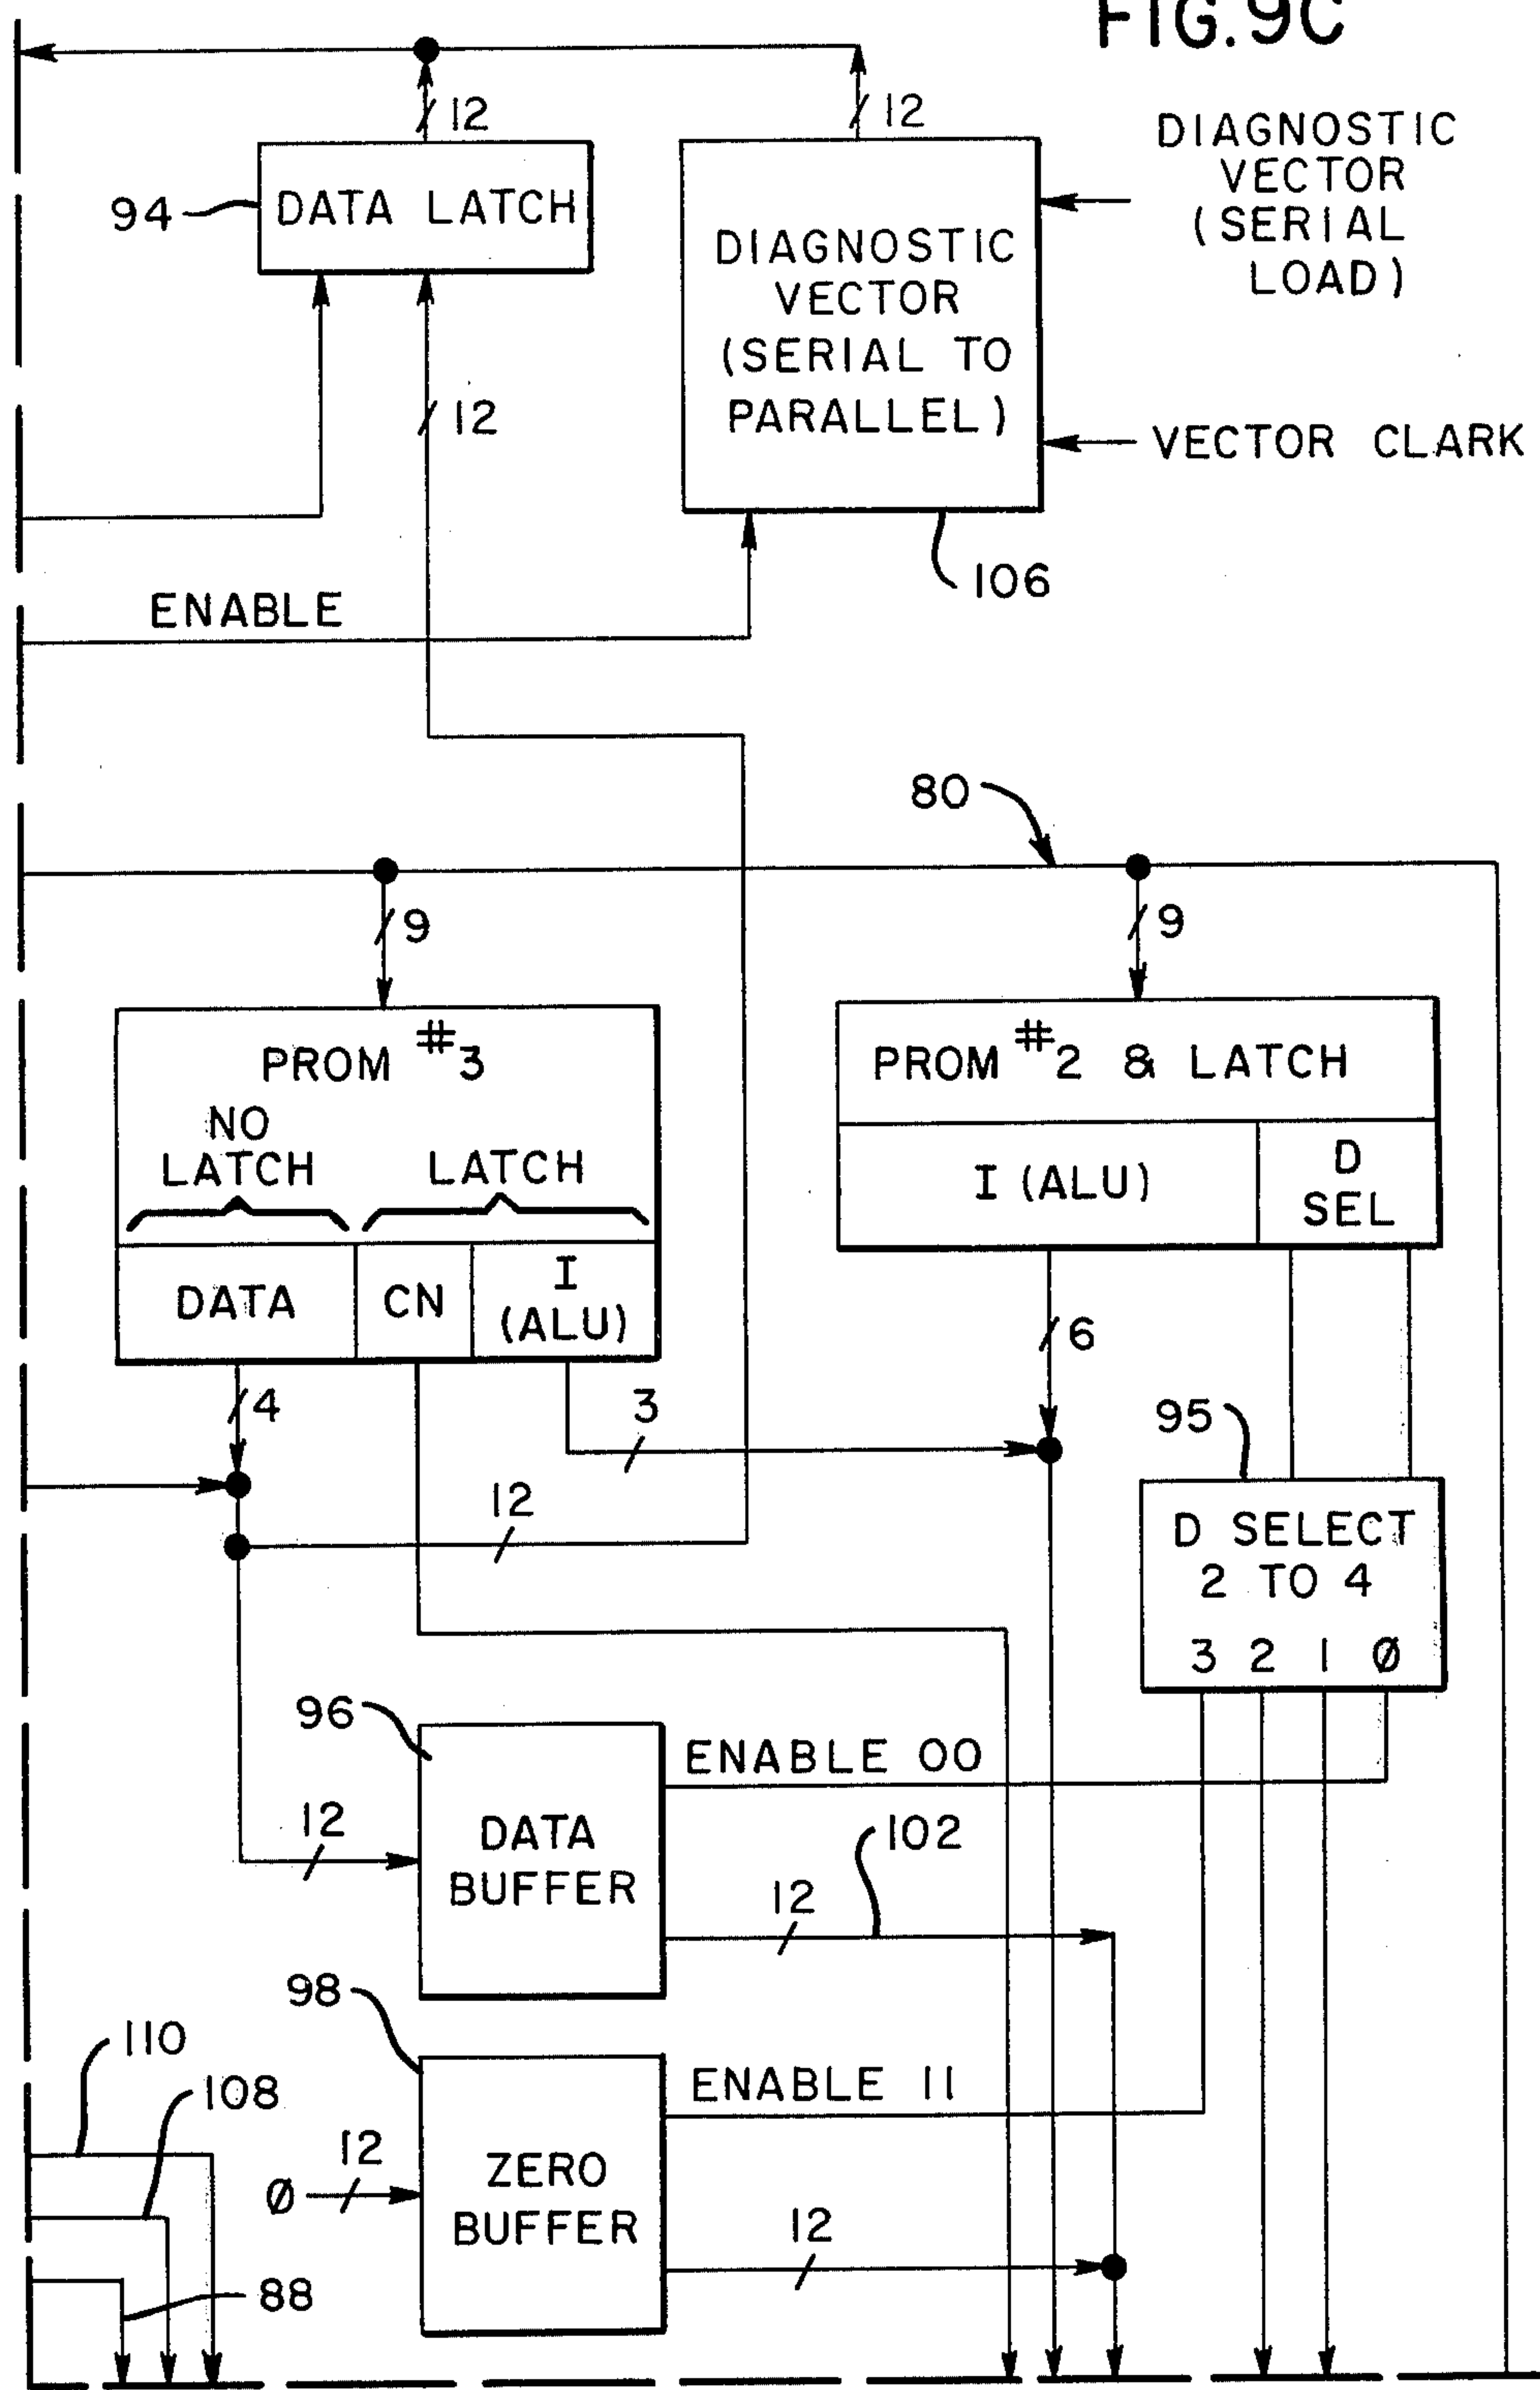 FIG.9C
12
12
DIAGNOSTIC
VECTOR
(SERIAL
LOAD)
94
DATA LATCH
DIAGNOSTIC
VECTOR
(SERIAL TO
PARALLEL)
12
VECTOR CLARK
106
ENABLE
80
9
9
PROM #3
NO
LATCH
LATCH
DATA
CN
I
(ALU)
PROM #2 & LATCH
I (ALU)
D
SEL
6
4
3
95
12
D SELECT
2 TO 4
3 2 1 Ø
96
ENABLE 00
DATA
BUFFER
12
102
12
98
110
108
ENABLE 11
12
Ø
ZERO
BUFFER
12
88